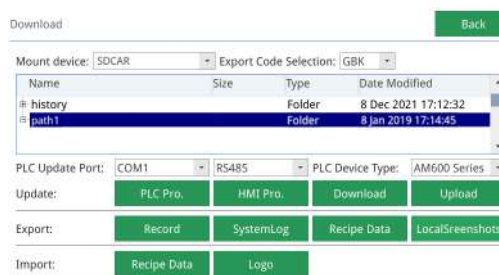 Download Back
Mount device: SDCAR Export Code Selection: GBK
Name Size Type Date Modified
history Folder 8 Dec 2021 17:12:32
path1 Folder 8 Jan 2019 17:14:45
PLC Update Port: COM1 RS485 PLC Device Type: AM600 Series
Update: PLC Pro. HMI Pro. Download Upload
Export: Record SystemLog Recipe Data LocalSreenshots
Import: Recipe Data Logo